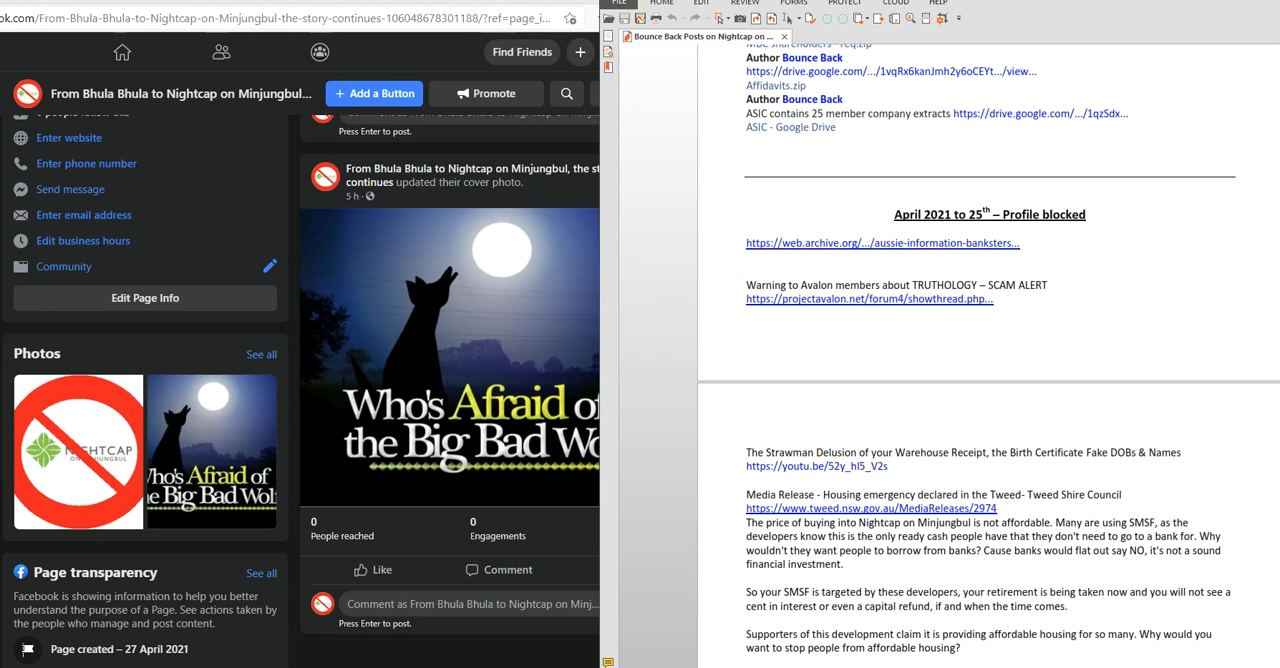 ok.com/From-Bhula-Bhula-to-Nightcap-on-Minjungbul-the-story-continues-106048678301188/?ref=page_i...
Find Friends
From Bhula Bhula to Nightcap on Minjungbul...
+ Add a Button
Promote
Enter website
Enter phone number
Send message
Enter email address
Edit business hours
Community
Edit Page Info
Photos
See all
NIGHTCAP
ON MINJUNGBUL
Who's Afraid of
the Big Bad Wolf
Page transparency
See all
Facebook is showing information to help you better
understand the purpose of a Page. See actions taken by
the people who manage and post content.
Page created – 27 April 2021
Press Enter to post.
From Bhula Bhula to Nightcap on Minjungbul, the st
continues updated their cover photo.
5 h
Who's Afraid of
the Big Bad Wo
0
People reached
0
Engagements
Like
Comment
Comment as From Bhula Bhula to Nightcap on Minj...
Press Enter to post.
FILE HOME EDIT REVIEW FORMS PROTECT CLOUD HELP
Bounce Back Posts on Nightcap on ...
MBC shareholders - req.zip
Author Bounce Back
https://drive.google.com/.../1vqRx6kanJmh2y6oCEYt.../view...
Affidavits.zip
Author Bounce Back
ASIC contains 25 member company extracts https://drive.google.com/.../1qzSdx...
ASIC - Google Drive
April 2021 to 25th – Profile blocked
https://web.archive.org/.../aussie-information-banksters...
Warning to Avalon members about TRUTHOLOGY – SCAM ALERT
https://projectavalon.net/forum4/showthread.php...
The Strawman Delusion of your Warehouse Receipt, the Birth Certificate Fake DOBs & Names
https://youtu.be/52y_hI5_V2s
Media Release - Housing emergency declared in the Tweed- Tweed Shire Council
https://www.tweed.nsw.gov.au/MediaReleases/2974
The price of buying into Nightcap on Minjungbul is not affordable. Many are using SMSF, as the
developers know this is the only ready cash people have that they don't need to go to a bank for. Why
wouldn't they want people to borrow from banks? Cause banks would flat out say NO, it's not a sound
financial investment.
So your SMSF is targeted by these developers, your retirement is being taken now and you will not see a
cent in interest or even a capital refund, if and when the time comes.
Supporters of this development claim it is providing affordable housing for so many. Why would you
want to stop people from affordable housing?